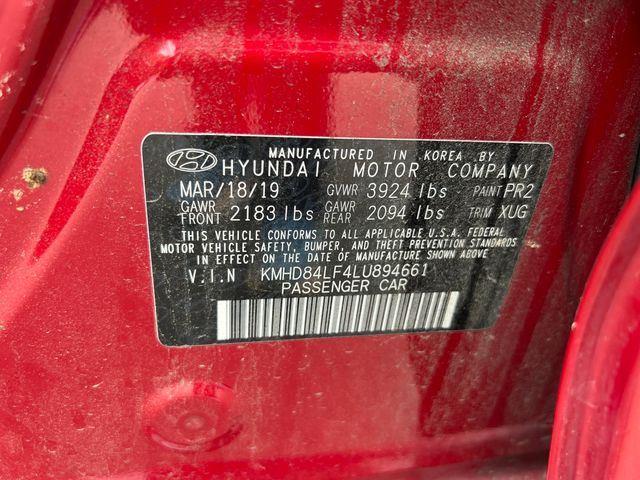 MANUFACTURED IN KOREA BY
HYUNDAI MOTOR COMPANY
MAR/18/19 GVWR 3924 lbs PAINT PR2
GAWR FRONT 2183 lbs GAWR REAR 2094 lbs TRIM XUG
THIS VEHICLE CONFORMS TO ALL APPLICABLE U.S.A. FEDERAL
MOTOR VEHICLE SAFETY, BUMPER, AND THEFT PREVENTION STANDARDS
IN EFFECT ON THE DATE OF MANUFACTURE SHOWN ABOVE.
V.I.N KMHD84LF4LU894661
PASSENGER CAR